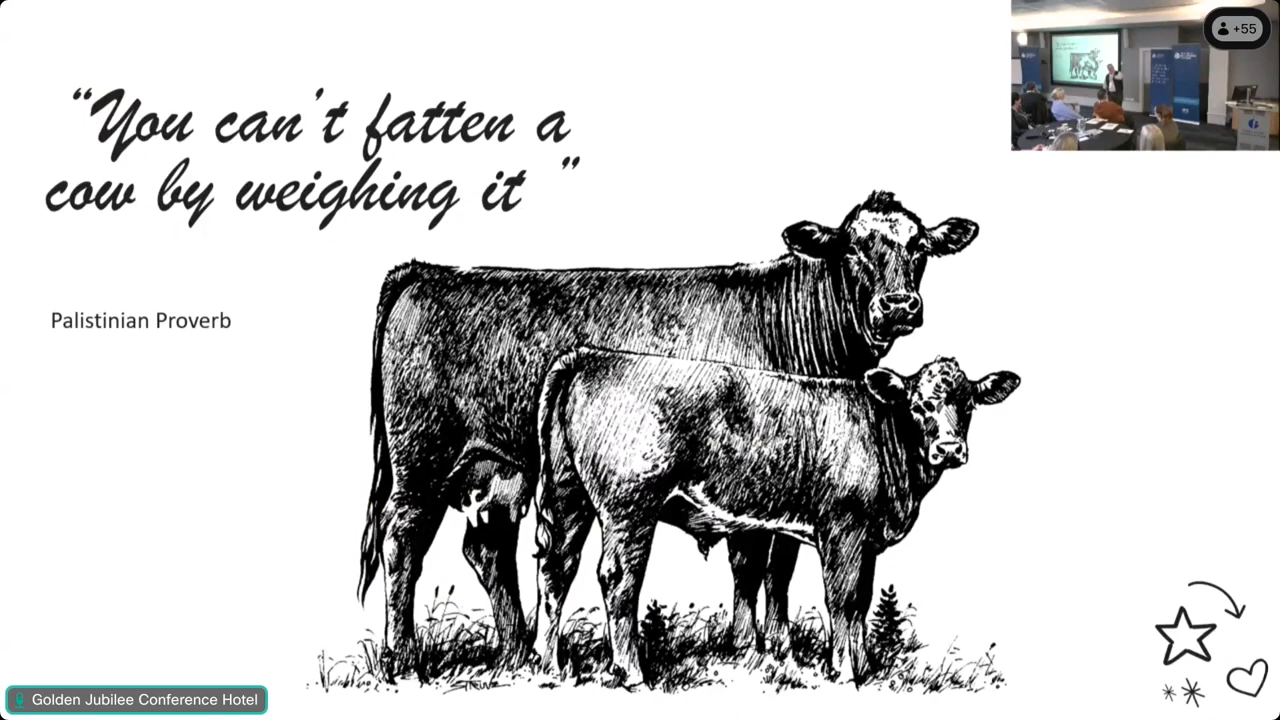 “You can’t fatten a
cow by weighing it ”
Palistinian Proverb
+55
Golden Jubilee Conference Hotel